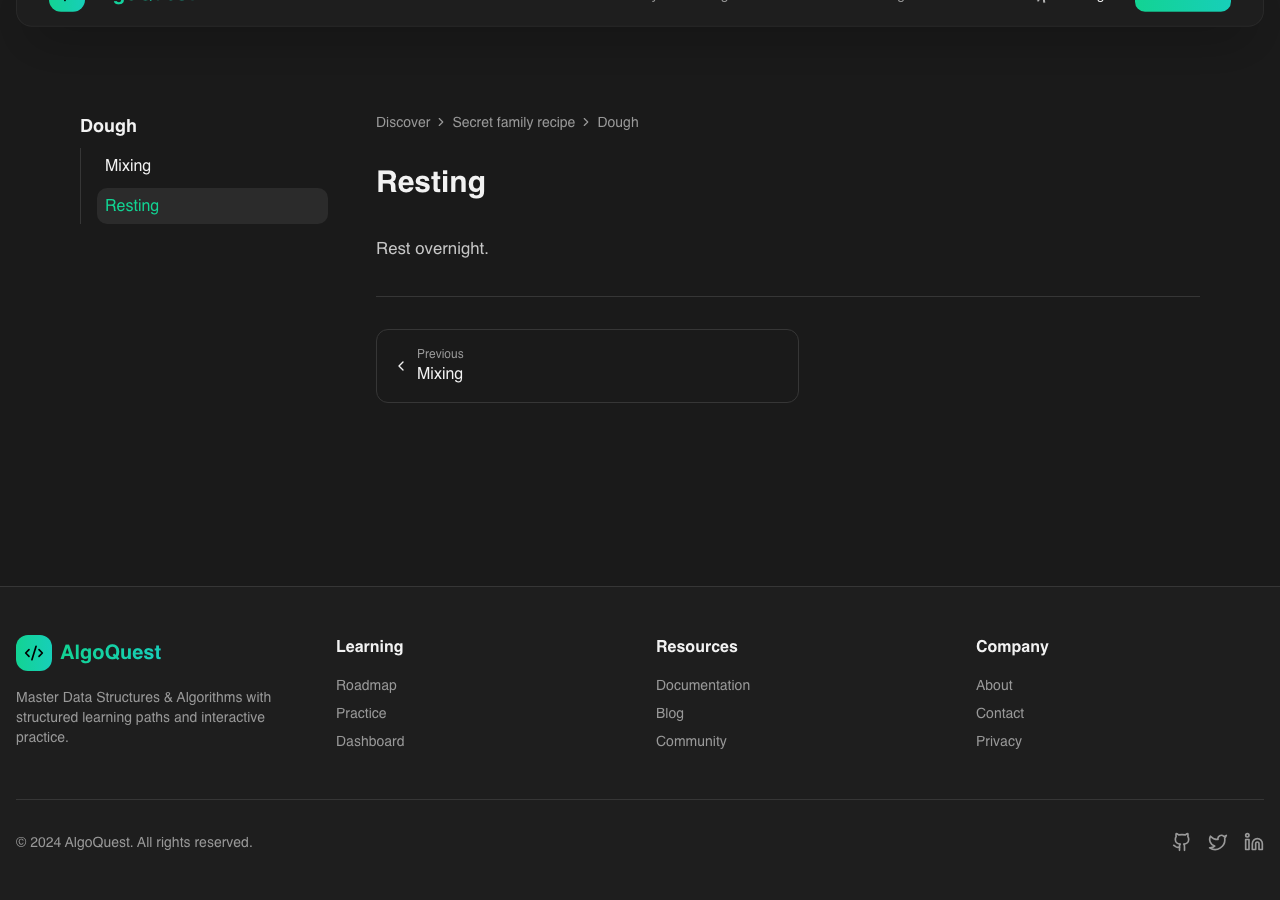 Dough
Mixing
Resting
Discover
Secret family recipe
Dough
Resting
Rest overnight.
Previous
Mixing
AlgoQuest
Master Data Structures & Algorithms with
structured learning paths and interactive
practice.
Learning
Roadmap
Practice
Dashboard
Resources
Documentation
Blog
Community
Company
About
Contact
Privacy
© 2024 AlgoQuest. All rights reserved.